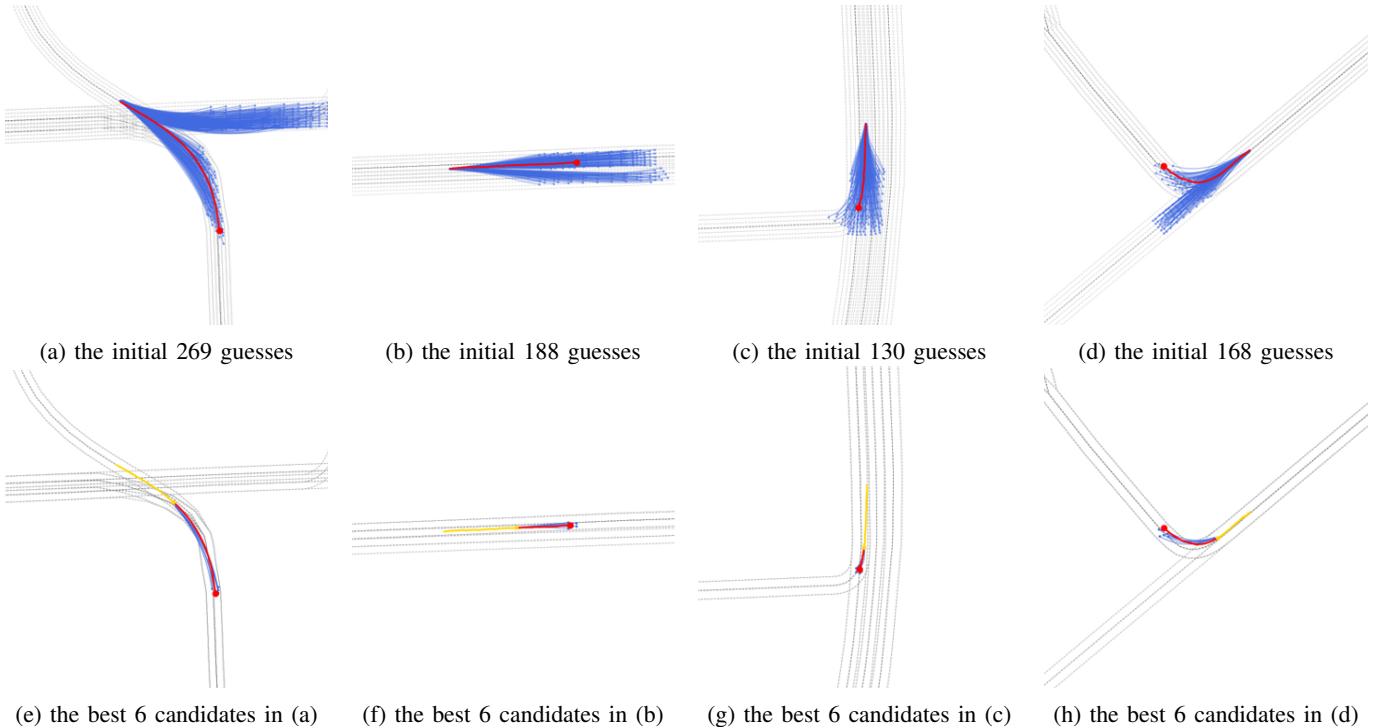 (a) the initial 269 guesses
(b) the initial 188 guesses
(c) the initial 130 guesses
(d) the initial 168 guesses
(e) the best 6 candidates in (a)
(f) the best 6 candidates in (b)
(g) the best 6 candidates in (c)
(h) the best 6 candidates in (d)